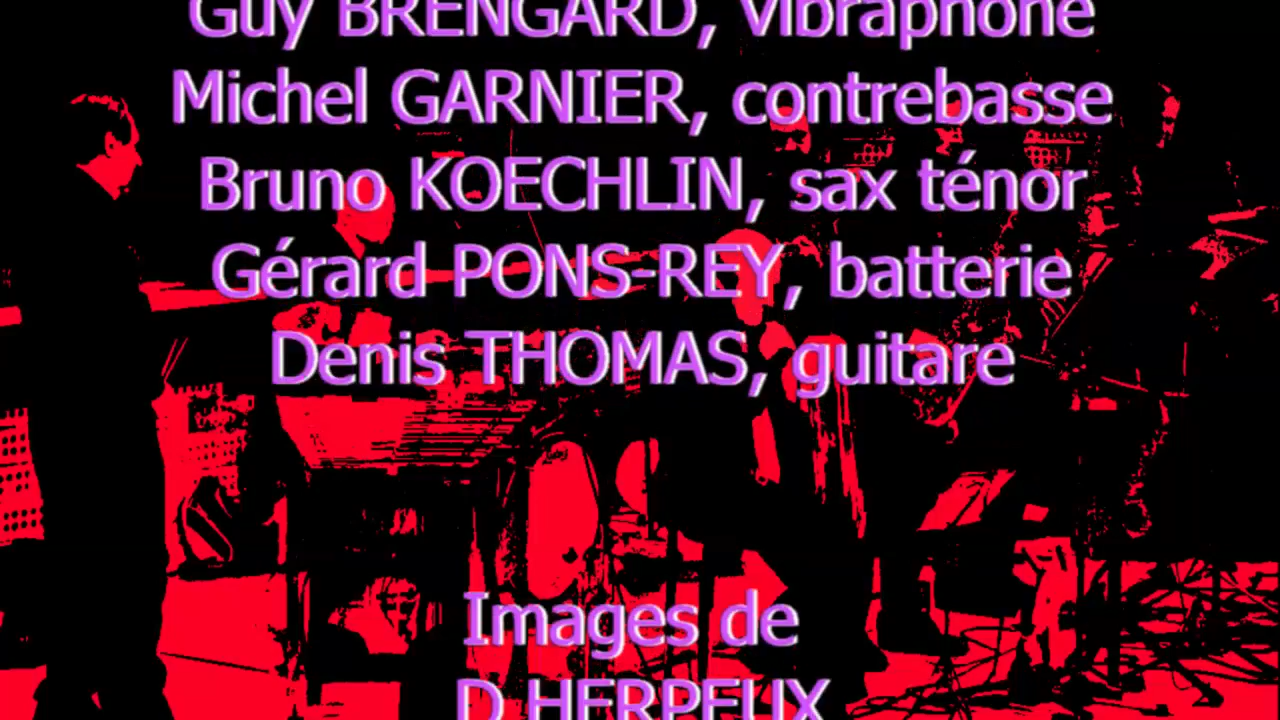 Guy BRENGARD, vibraphone
Michel GARNIER, contrebasse
Bruno KOECHLIN, sax ténor
Gérard PONS-REY, batterie
Denis THOMAS, guitare
Images de
D HERPEUX